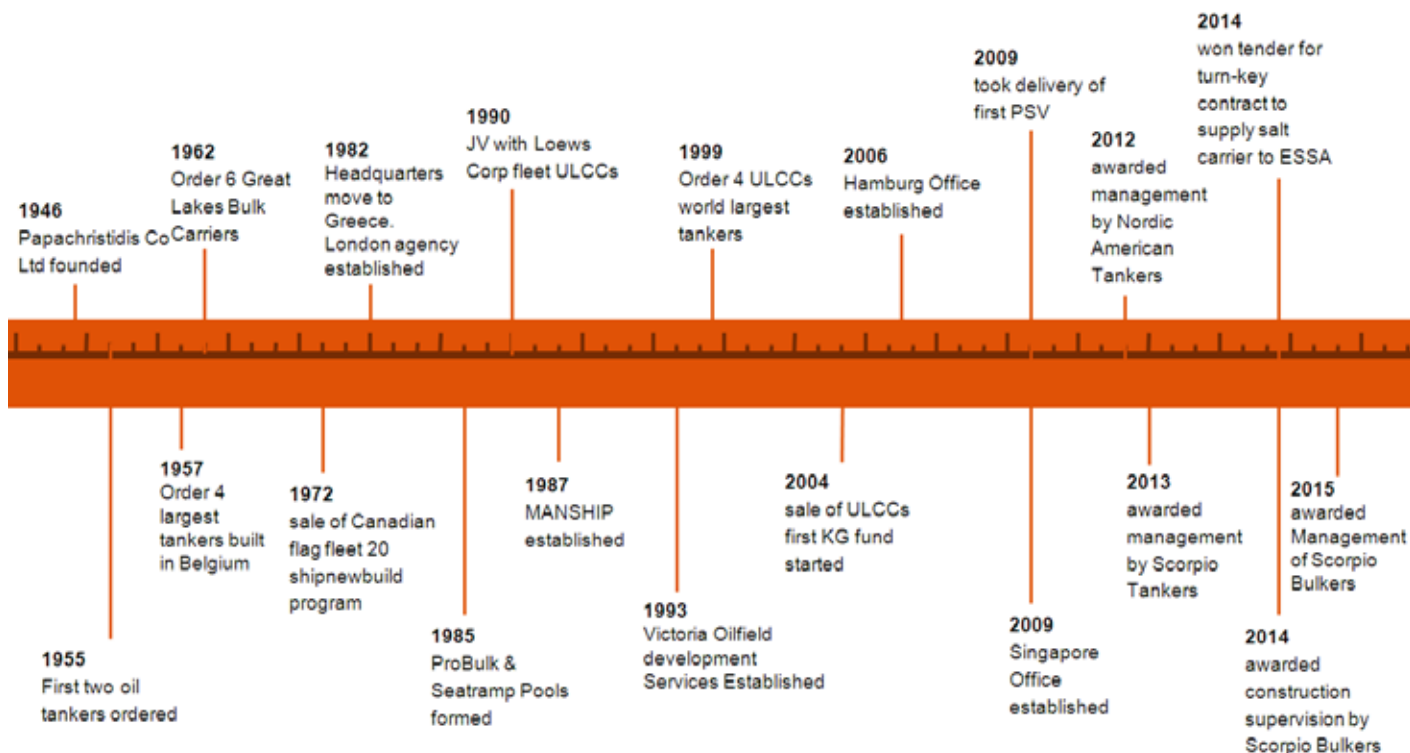 1946
Papachristidis Co
Ltd founded
1962
Order 6 Great
Lakes Bulk
Carriers
1982
Headquarters
move to
Greece.
London agency
established
1990
JV with Loews
Corp fleet ULCCs
1999
Order 4 ULCCs
world largest
tankers
2006
Hamburg Office
established
2009
took delivery of
first PSV
2012
awarded
management
by Nordic
American
Tankers
2014
won tender for
turn-key
contract to
supply salt
carrier to ESSA
1955
First two oil
tankers ordered
1957
Order 4
largest
tankers built
in Belgium
1972
sale of Canadian
flag fleet 20
shipnewbuild
program
1985
ProBulk &
Seatramp Pools
formed
1987
MANSHIP
established
1993
Victoria Oilfield
development
Services Established
2004
sale of ULCCs
first KG fund
started
2009
Singapore
Office
established
2013
awarded
management
by Scorpio
Tankers
2014
awarded
construction
supervision by
Scorpio Bulkers
2015
awarded
Management
of Scorpio
Bulkers